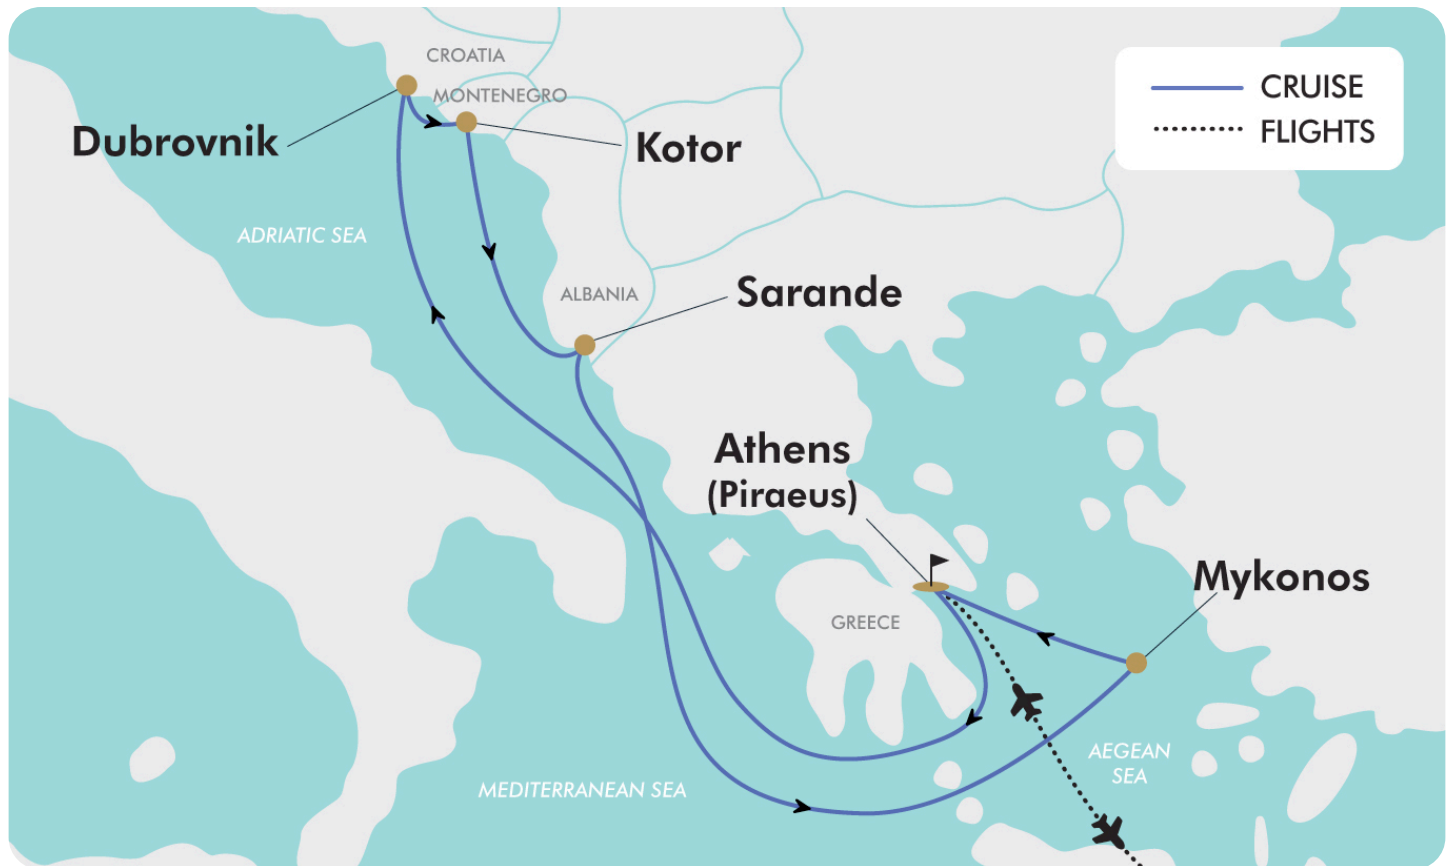 CROATIA
CRUISE
MONTENEGRO
FLIGHTS
Dubrovnik
Kotor
ADRIATIC SEA
ALBANIA
Sarande
Athens
(Piraeus)
Mykonos
GREECE
AEGEAN
SEA
MEDITERRANEAN SEA